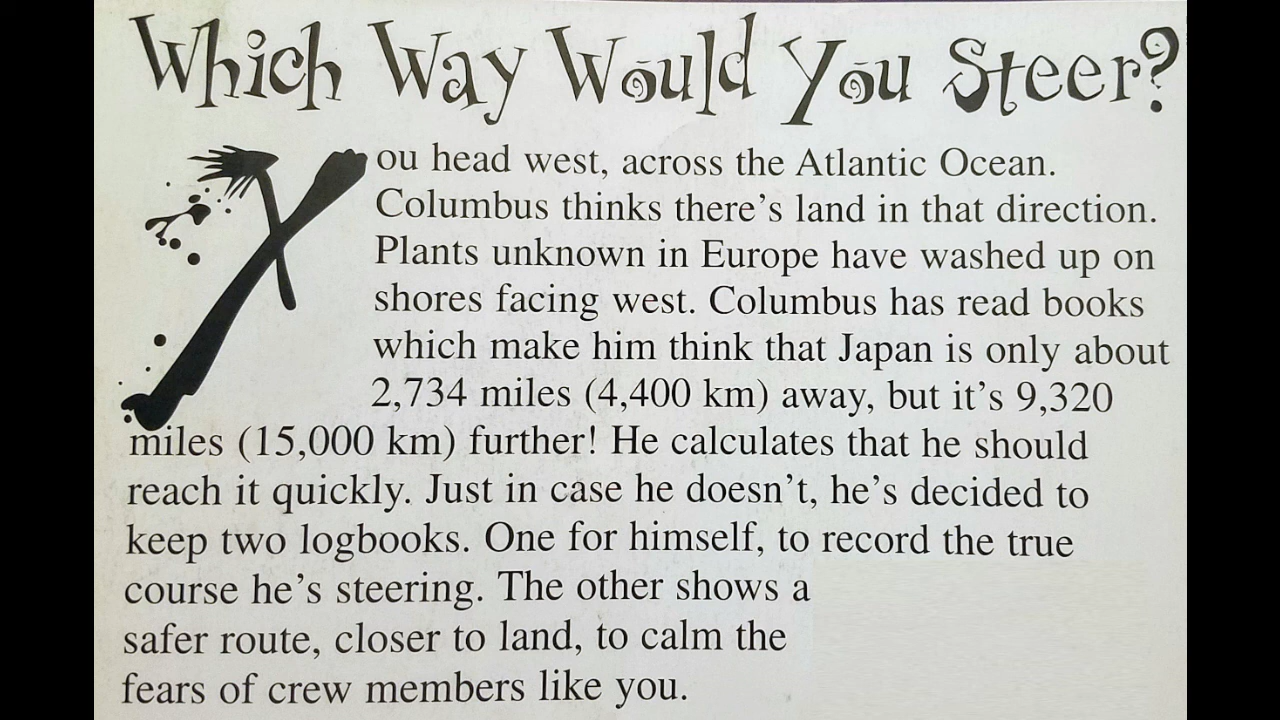 Which Way Would You Steer?
You head west, across the Atlantic Ocean.
Columbus thinks there's land in that direction.
Plants unknown in Europe have washed up on
shores facing west. Columbus has read books
which make him think that Japan is only about
2,734 miles (4,400 km) away, but it's 9,320
miles (15,000 km) further! He calculates that he should
reach it quickly. Just in case he doesn't, he's decided to
keep two logbooks. One for himself, to record the true
course he's steering. The other shows a
safer route, closer to land, to calm the
fears of crew members like you.